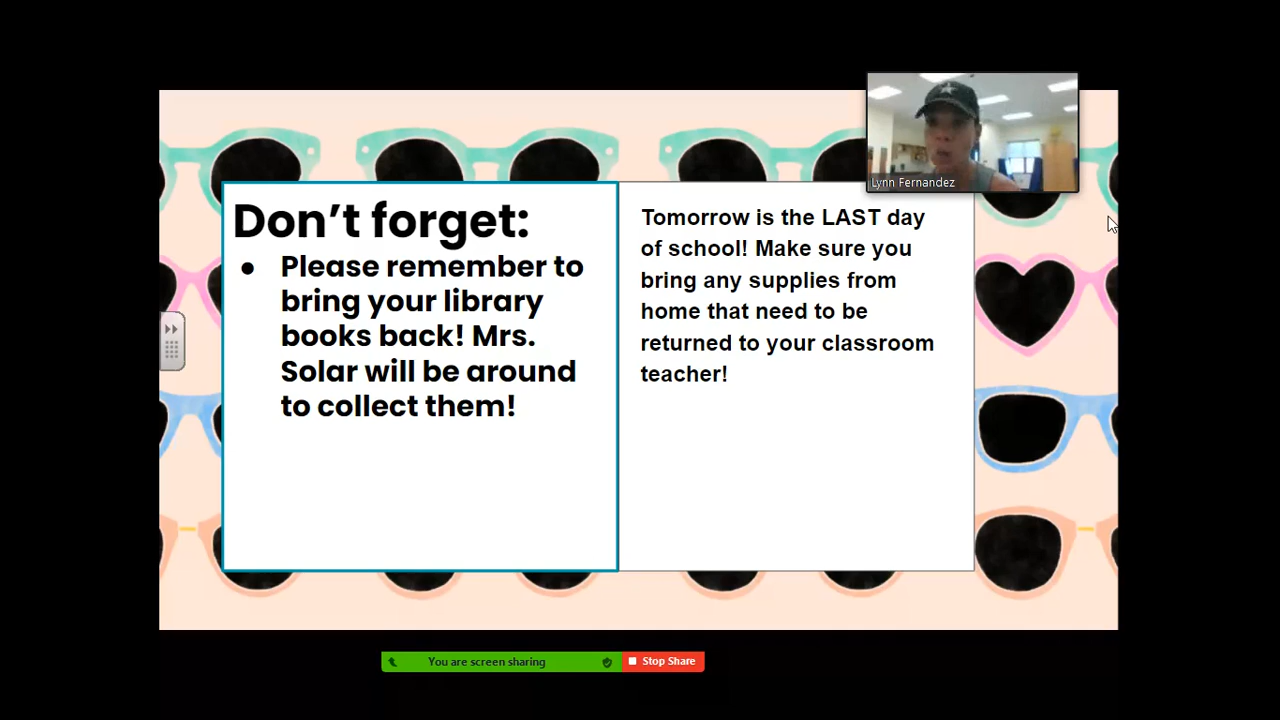 Don’t forget:
● Please remember to
bring your library
books back! Mrs.
Solar will be around
to collect them!
Tomorrow is the LAST day
of school! Make sure you
bring any supplies from
home that need to be
returned to your classroom
teacher!
Lynn Fernandez
You are screen sharing
Stop Share